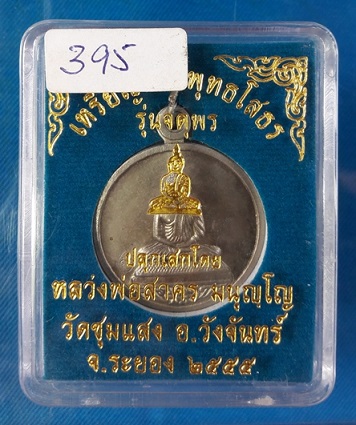 395
เหรียญ พุทธโสธร
รุ่นจตุพร
ปลุกเสกโดย
หลวงพ่อสาคร มนุญฺโญ
วัดชุมแสง อ.วังจันทร์
จ.ระยอง ๒๕๕๕